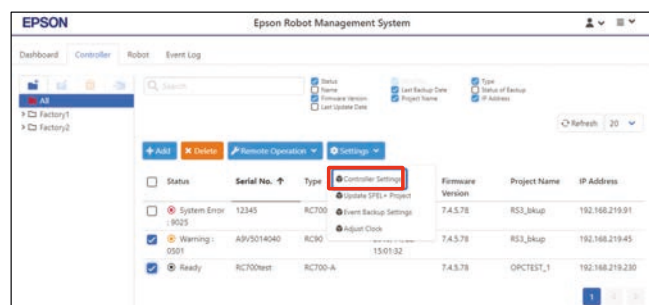 EPSON
Epson Robot Management System
Dashboard Controller Robot Event Log
Search
Status
Name
Firmware Version
Last Update Date
Last Backup Date
Project Name
Type
Status of Backup
IP Address
All
Factory1
Factory2
Refresh 20
+Add Delete Remote Operation Settings
Controller Settings
Update SPEL+ Project
Event Backup Settings
Adjust Clock
Status Serial No. ↑ Type Firmware Version Project Name IP Address
System Error : 9025 12345 RC700 7.4.5.78 RS3_bkup 192.168.219.91
Warning : 0501 A9V5014040 RC90 15:01:32 7.4.5.78 RS3_bkup 192.168.219.45
Ready RC700test RC700-A 7.4.5.78 OPCTEST_1 192.168.219.230
1